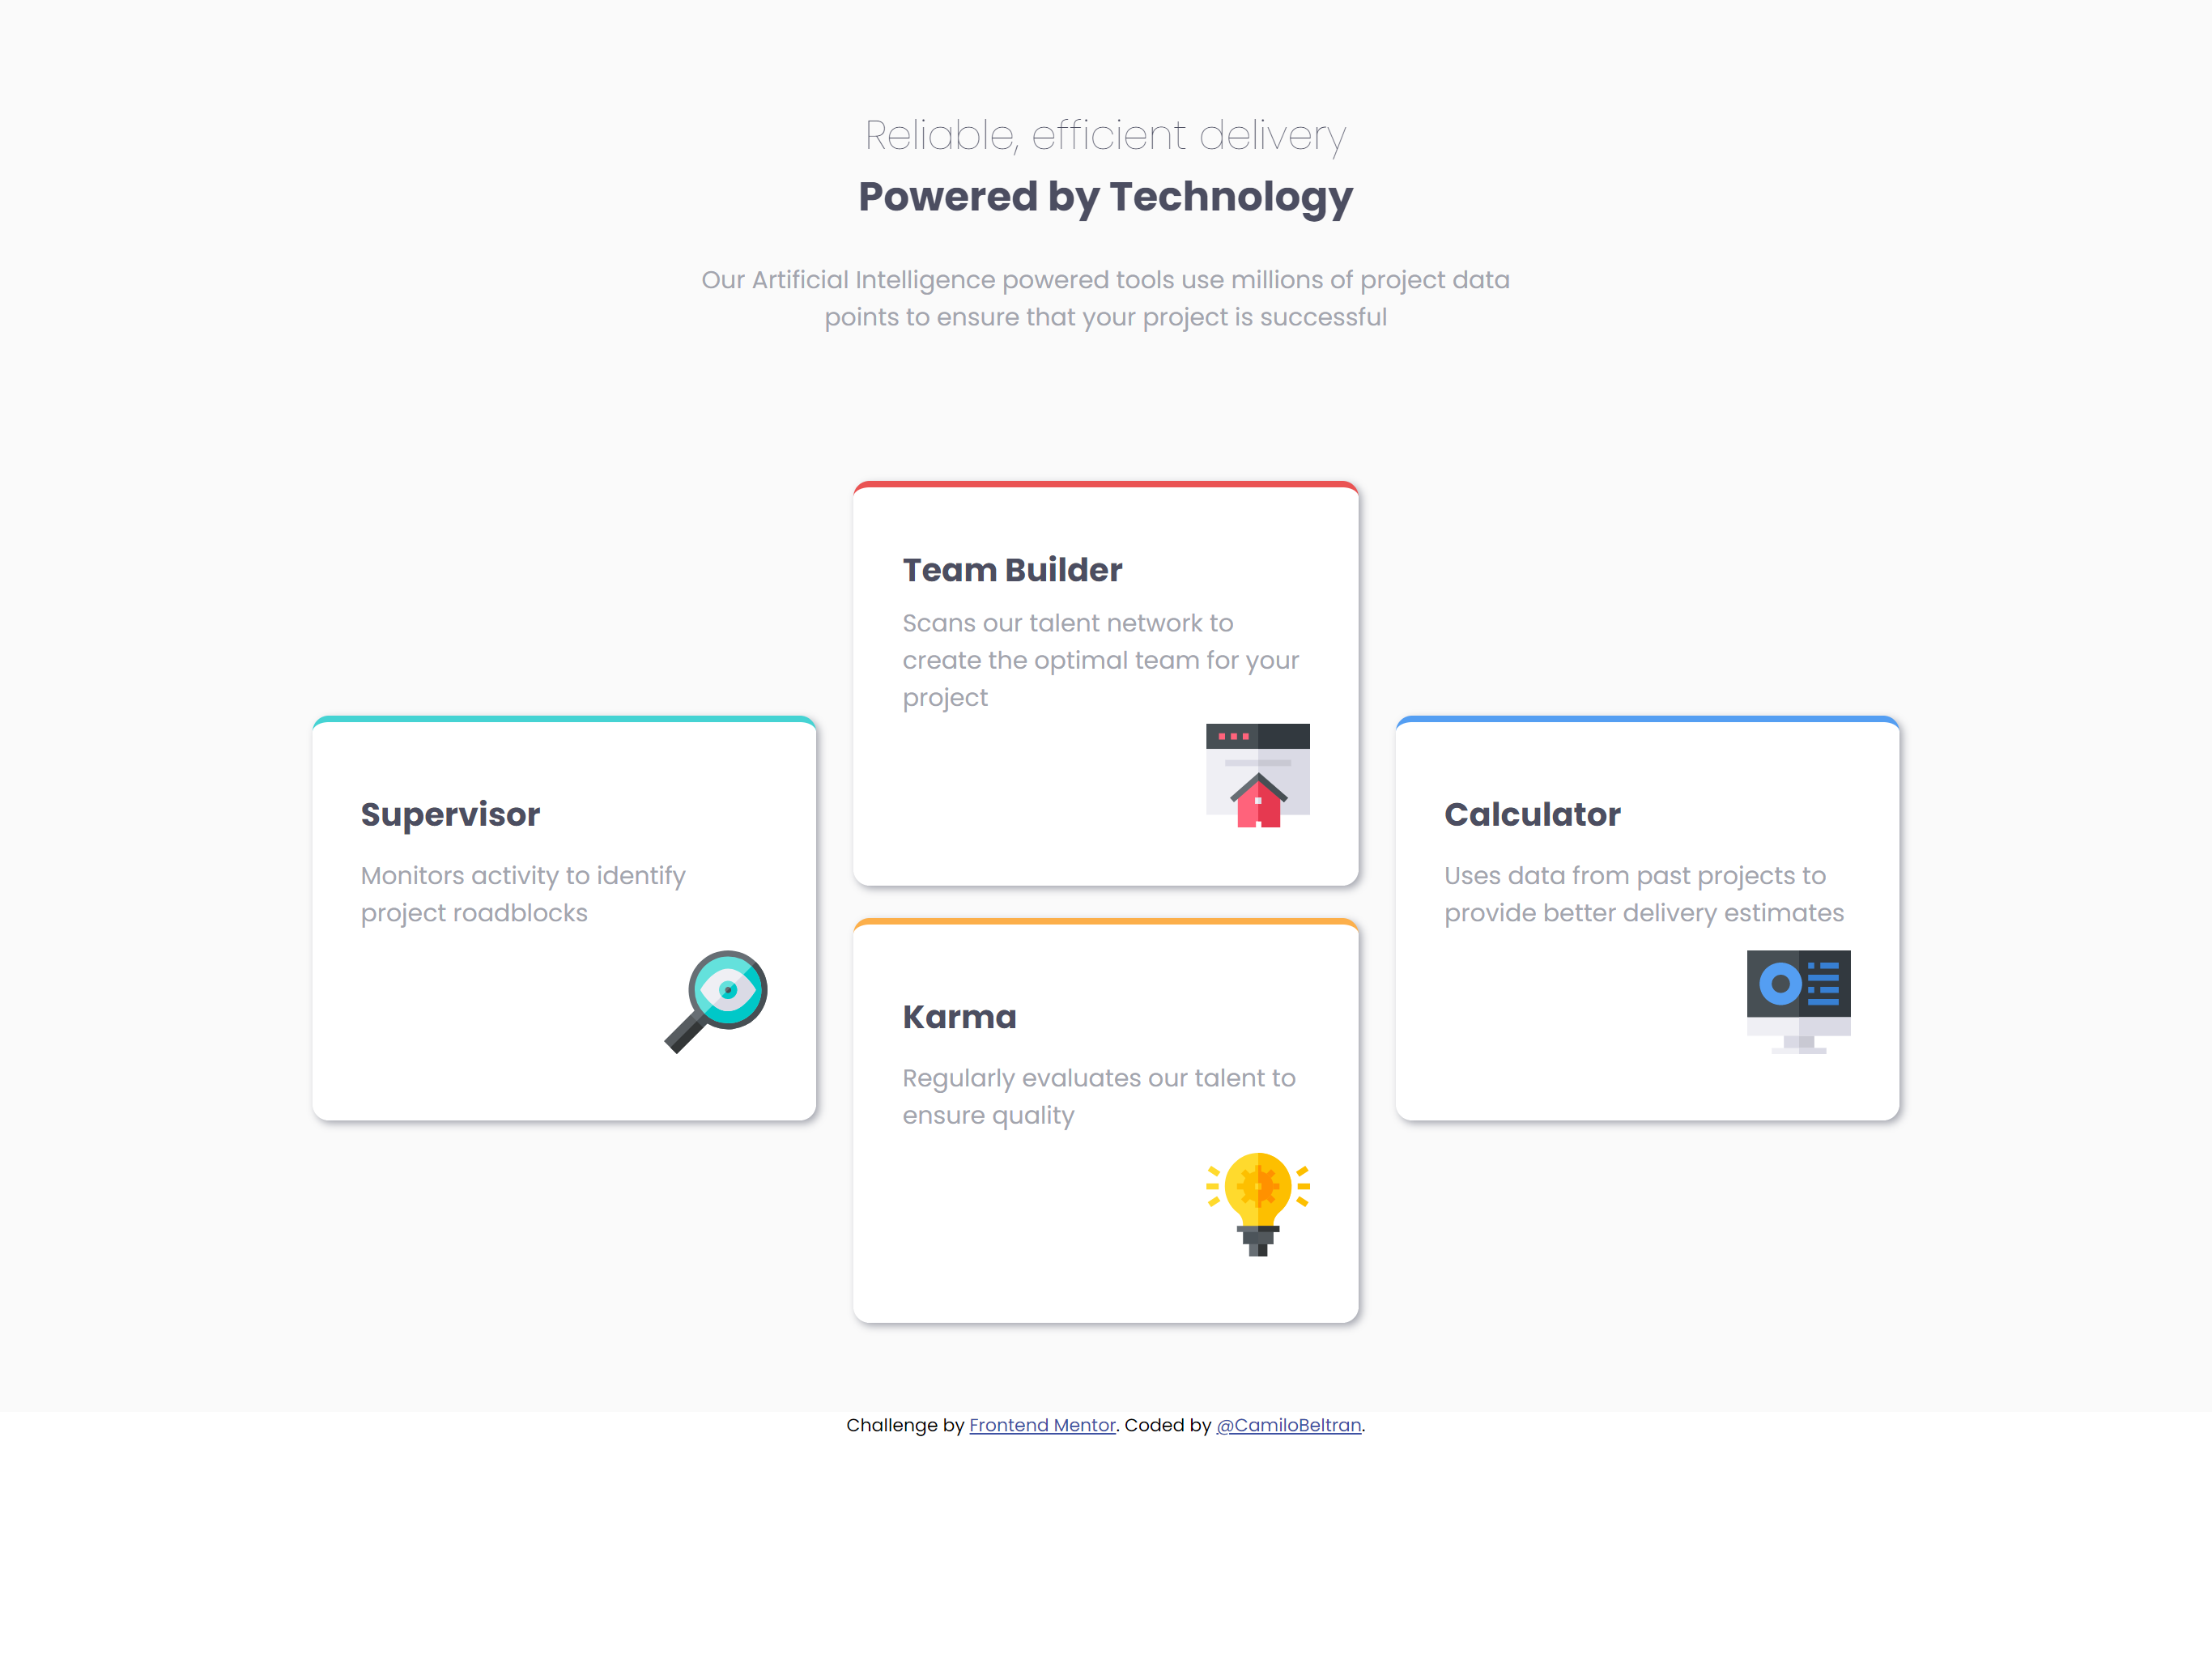 Reliable, efficient delivery
Powered by Technology
Our Artificial Intelligence powered tools use millions of project data
points to ensure that your project is successful
Supervisor
Monitors activity to identify
project roadblocks
Team Builder
Scans our talent network to
create the optimal team for your
project
Karma
Regularly evaluates our talent to
ensure quality
Calculator
Uses data from past projects to
provide better delivery estimates
Challenge by Frontend Mentor. Coded by @CamiloBeltran.